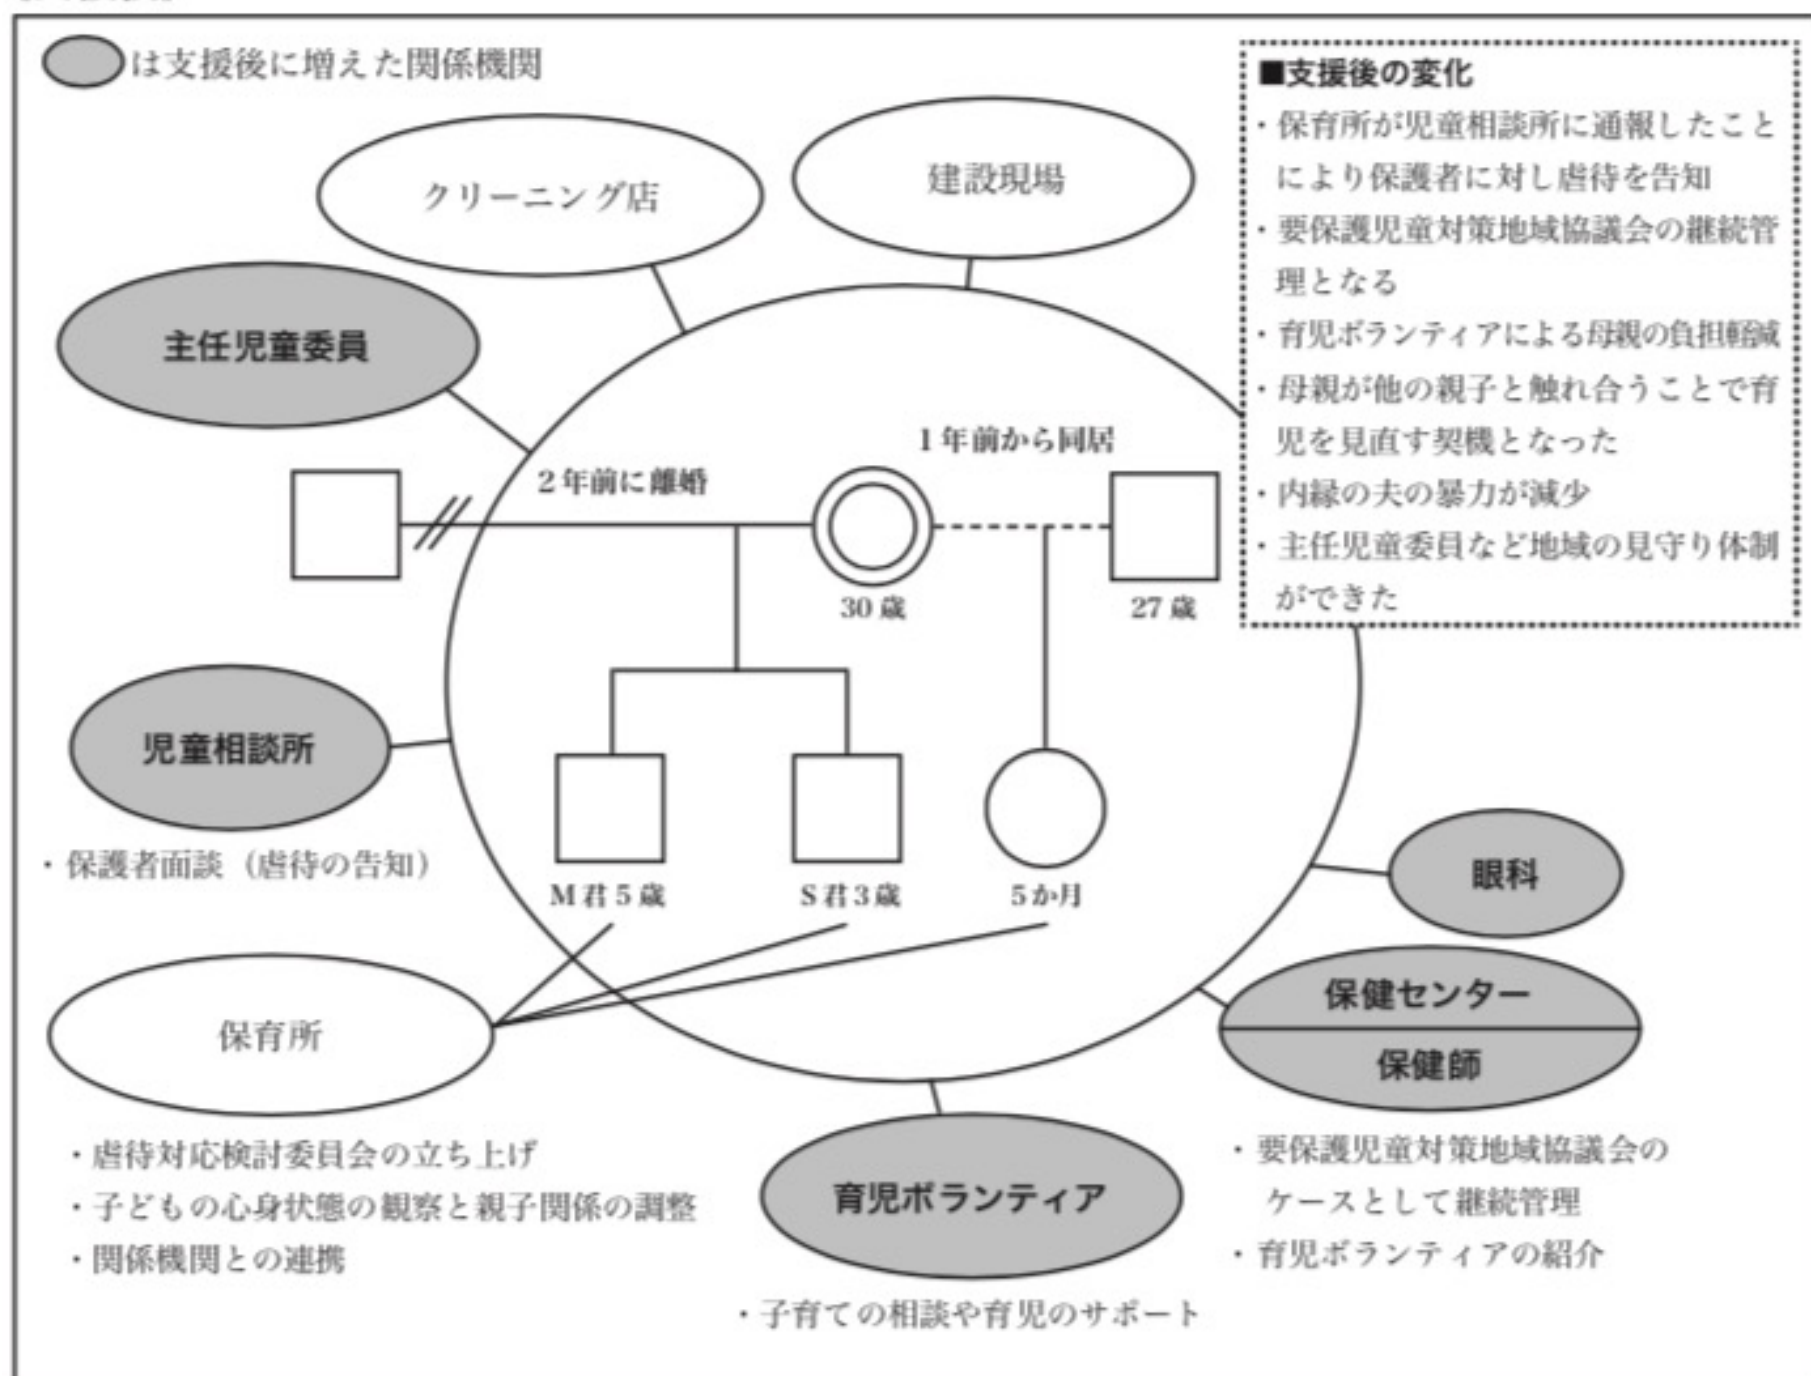 は支援後に増えた関係機関
■支援後の変化
・保育所が児童相談所に通報したこと
により保護者に対し虐待を告知
・要保護児童対策地域協議会の継続管
理となる
・育児ボランティアによる母親の負担軽減
・母親が他の親子と触れ合うことで育
児を見直す契機となった
・内縁の夫の暴力が減少
・主任児童委員など地域の見守り体制
ができた
クリーニング店
建設現場
主任児童委員
2年前に離婚
1年前から同居
30歳
27歳
児童相談所
・保護者面談（虐待の告知）
M君5歳
S君3歳
5か月
眼科
保健センター
保健師
・要保護児童対策地域協議会の
ケースとして継続管理
・育児ボランティアの紹介
保育所
・虐待対応検討委員会の立ち上げ
・子どもの心身状態の観察と親子関係の調整
・関係機関との連携
育児ボランティア
・子育ての相談や育児のサポート